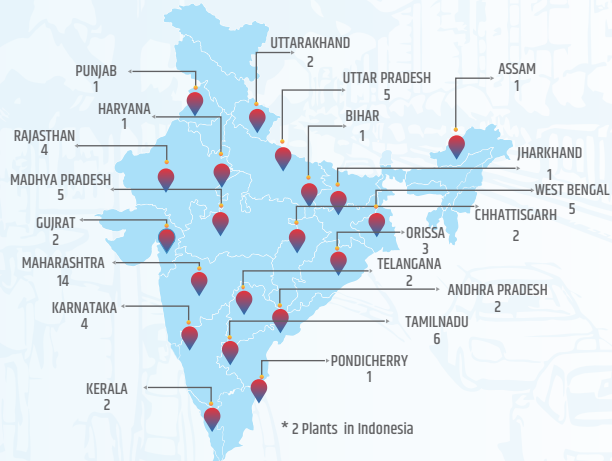 UTTARAKHAND
2
PUNJAB
1
ASSAM
1
UTTAR PRADESH
5
HARYANA
1
BIHAR
1
RAJASTHAN
4
JHARKHAND
1
MADHYA PRADESH
5
WEST BENGAL
5
CHHATTISGARH
2
GUJRAT
2
ORISSA
3
MAHARASHTRA
14
TELANGANA
2
ANDHRA PRADESH
2
KARNATAKA
4
TAMILNADU
6
PONDICHERRY
1
KERALA
2
* 2 Plants in Indonesia